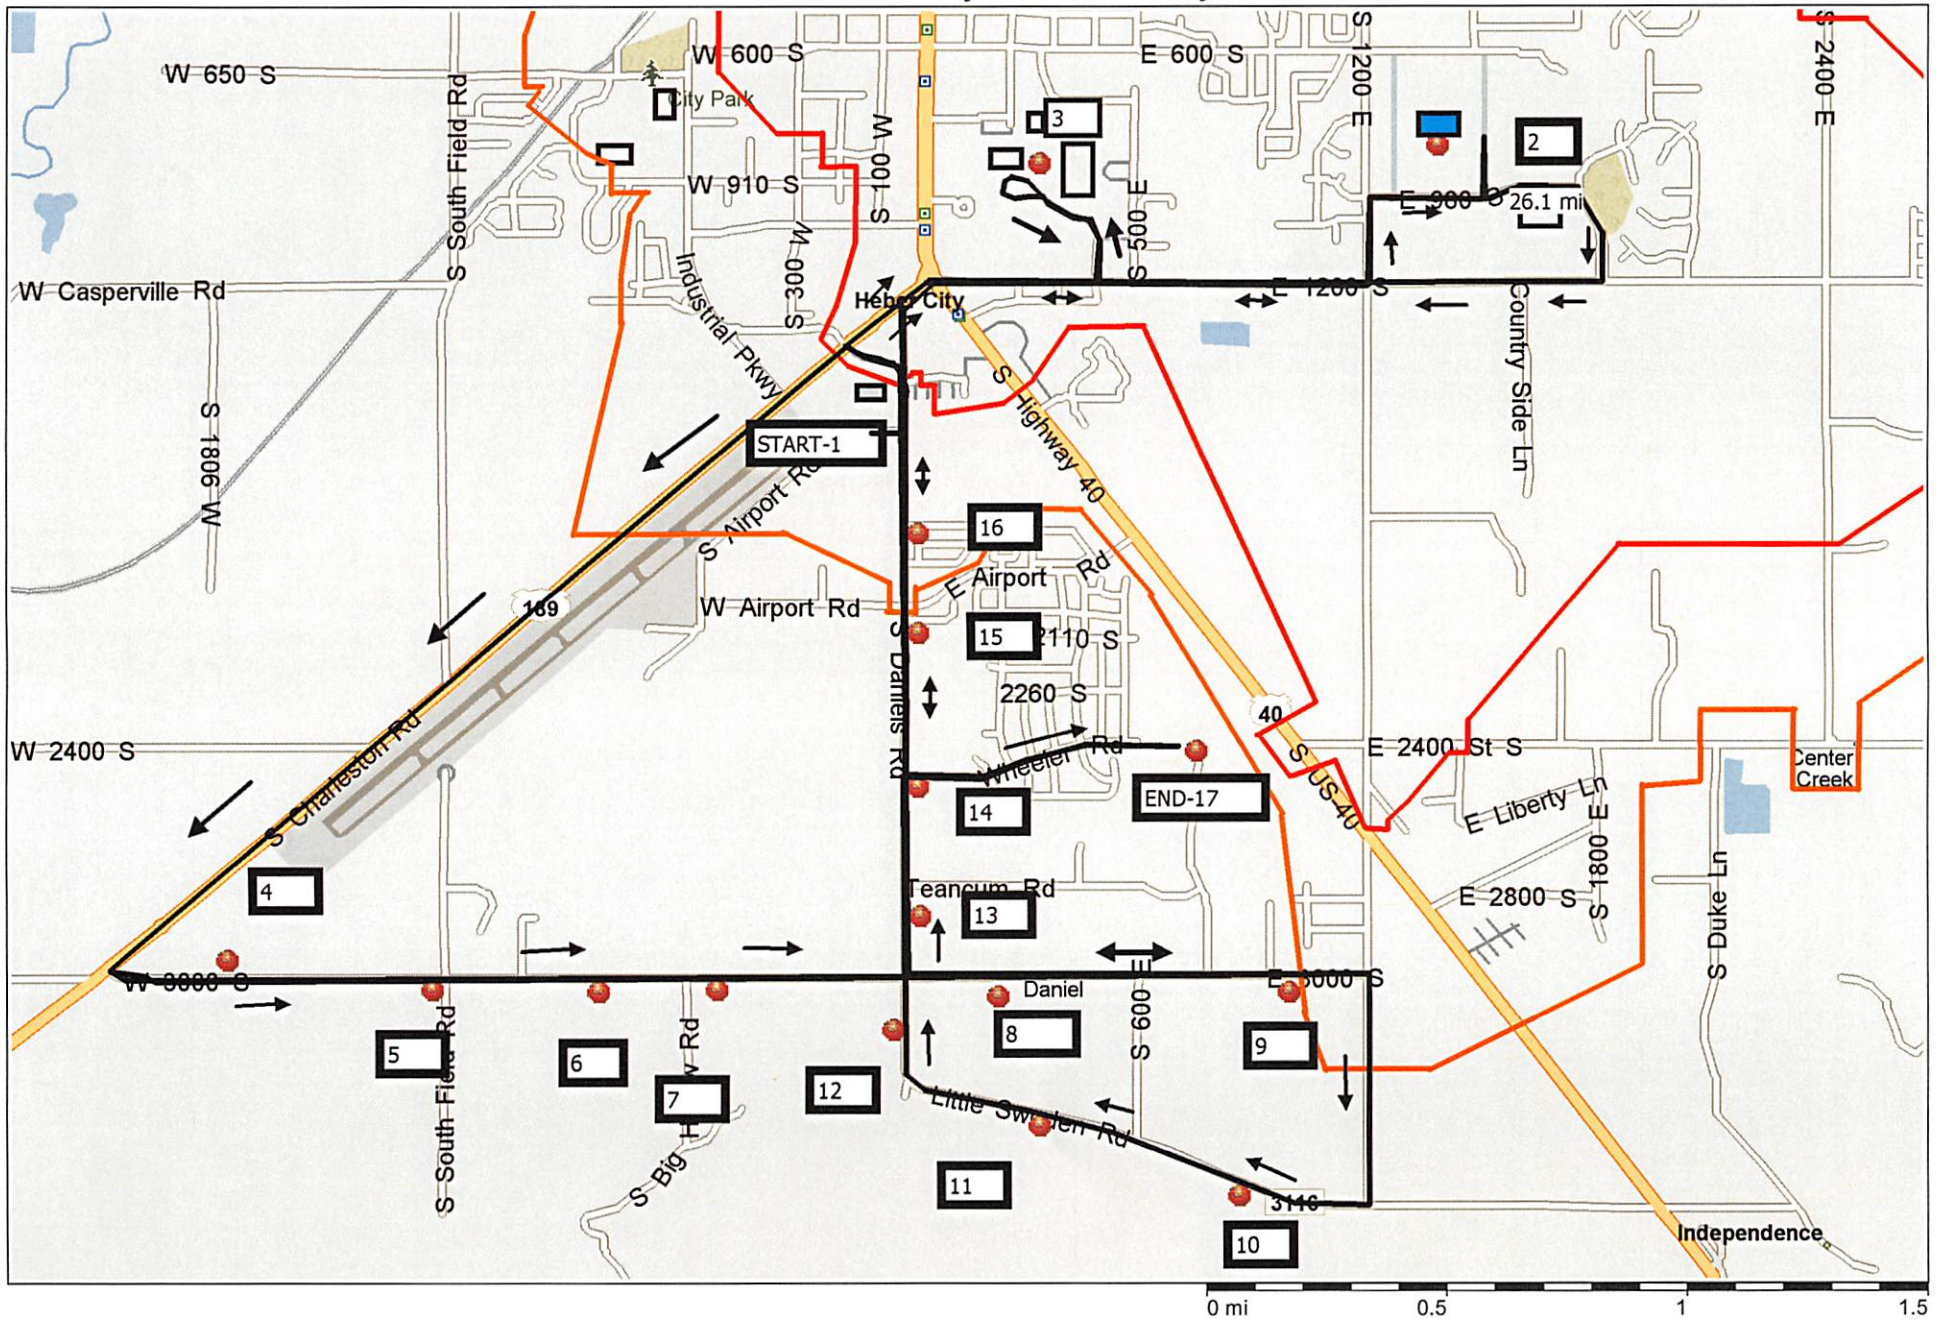 W 650 S
W 600 S
E 600 S
S 1200 E
S 2400 E
City Park
S South Field Rd
S 100 W
3
2
W 910 S
S 500 E
E 900 S
26.1 mi
S 300 W
Industrial Pkwy
W Casperville Rd
Heber City
E 1200 S
Country Side Ln
S Highway 40
S 1806 W
START-1
S Airport Rd
16
E Airport Rd
189
W Airport Rd
15
2110 S
S Daniels Rd
2260 S
40
W 2400 S
S Charleston Rd
Wheeler Rd
E 2400 St S
S US-40
Center
Creek
END-17
14
E Liberty Ln
S 1800 E
4
Teancum Rd
13
E 2800 S
S Duke Ln
W 3000 S
E 3000 S
Daniel
S South Field Rd
S 600 E
5
6
7
8
9
12
Little Sweden Rd
S Big
Rd
11
3116
10
Independence
0 mi
0.5
1
1.5